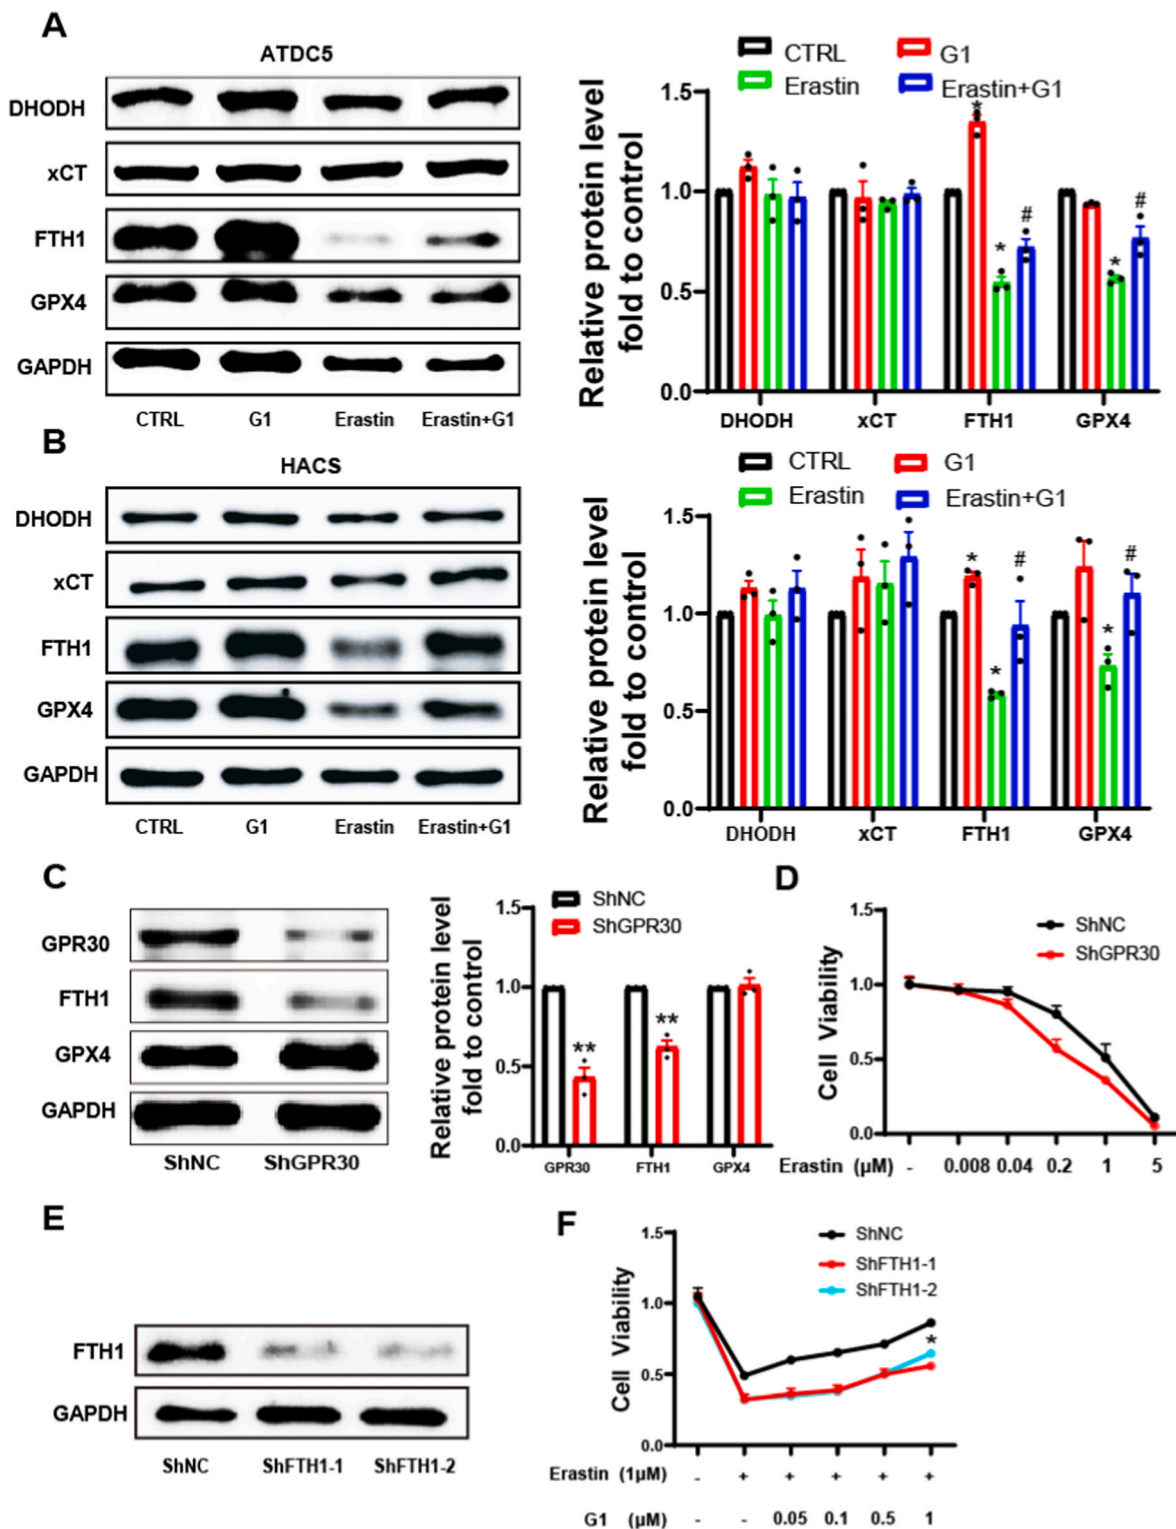 A
ATDC5
DHODH
xCT
FTH1
GPX4
GAPDH
CTRL G1 Erastin Erastin+G1
CTRL G1
Erastin Erastin+G1
Relative protein level
fold to control
1.5
1.0
0.5
0.0
* * # * #
DHODH xCT FTH1 GPX4
B
HACS
DHODH
xCT
FTH1
GPX4
GAPDH
CTRL G1 Erastin Erastin+G1
CTRL G1
Erastin Erastin+G1
Relative protein level
fold to control
1.5
1.0
0.5
0.0
* * # * #
DHODH xCT FTH1 GPX4
C
GPR30
FTH1
GPX4
GAPDH
ShNC ShGPR30
ShNC
ShGPR30
Relative protein level
fold to control
1.5
1.0
0.5
0.0
** **
GPR30 FTH1 GPX4
D
ShNC
ShGPR30
Cell Viability
1.5
1.0
0.5
0.0
Erastin (μM) - 0.008 0.04 0.2 1 5
E
FTH1
GAPDH
ShNC ShFTH1-1 ShFTH1-2
F
ShNC
ShFTH1-1
ShFTH1-2
Cell Viability
1.5
1.0
0.5
0.0
*
Erastin (1μM) - + + + + +
G1 (μM) - - 0.05 0.1 0.5 1